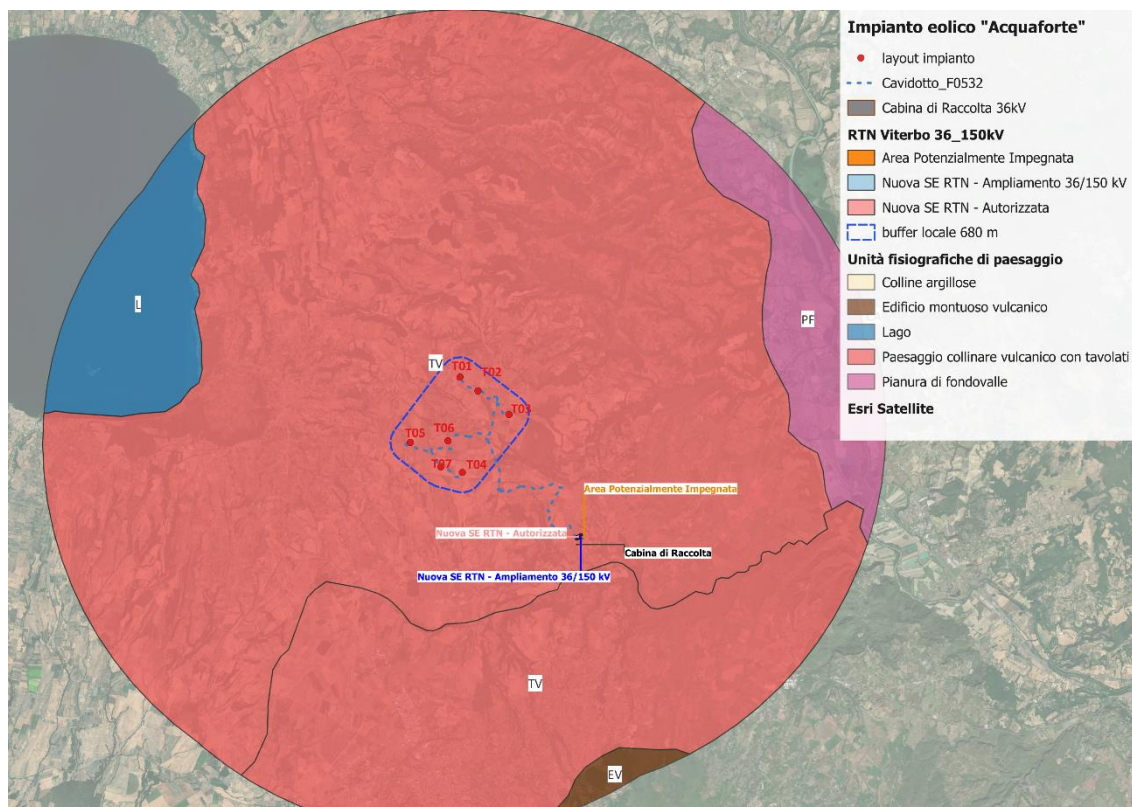 Impianto eolico "Acquaforte"
layout impianto
Cavidotto_F0532
Cabina di Raccolta 36kV
RTN Viterbo 36_150kV
Area Potenzialmente Impegnata
Nuova SE RTN - Ampliamento 36/150 kV
Nuova SE RTN - Autorizzata
buffer locale 680 m
Unità fisiografiche di paesaggio
Colline argillose
Edificio montuoso vulcanico
Lago
Paesaggio collinare vulcanico con tavolati
Pianura di fondovalle
Esri Satellite
L
PF
TV
T01
T02
T03
T05
T06
T07
T04
Area Potenzialmente Impegnata
Nuova SE RTN - Autorizzata
Cabina di Raccolta
Nuova SE RTN - Ampliamento 36/150 kV
TV
EV